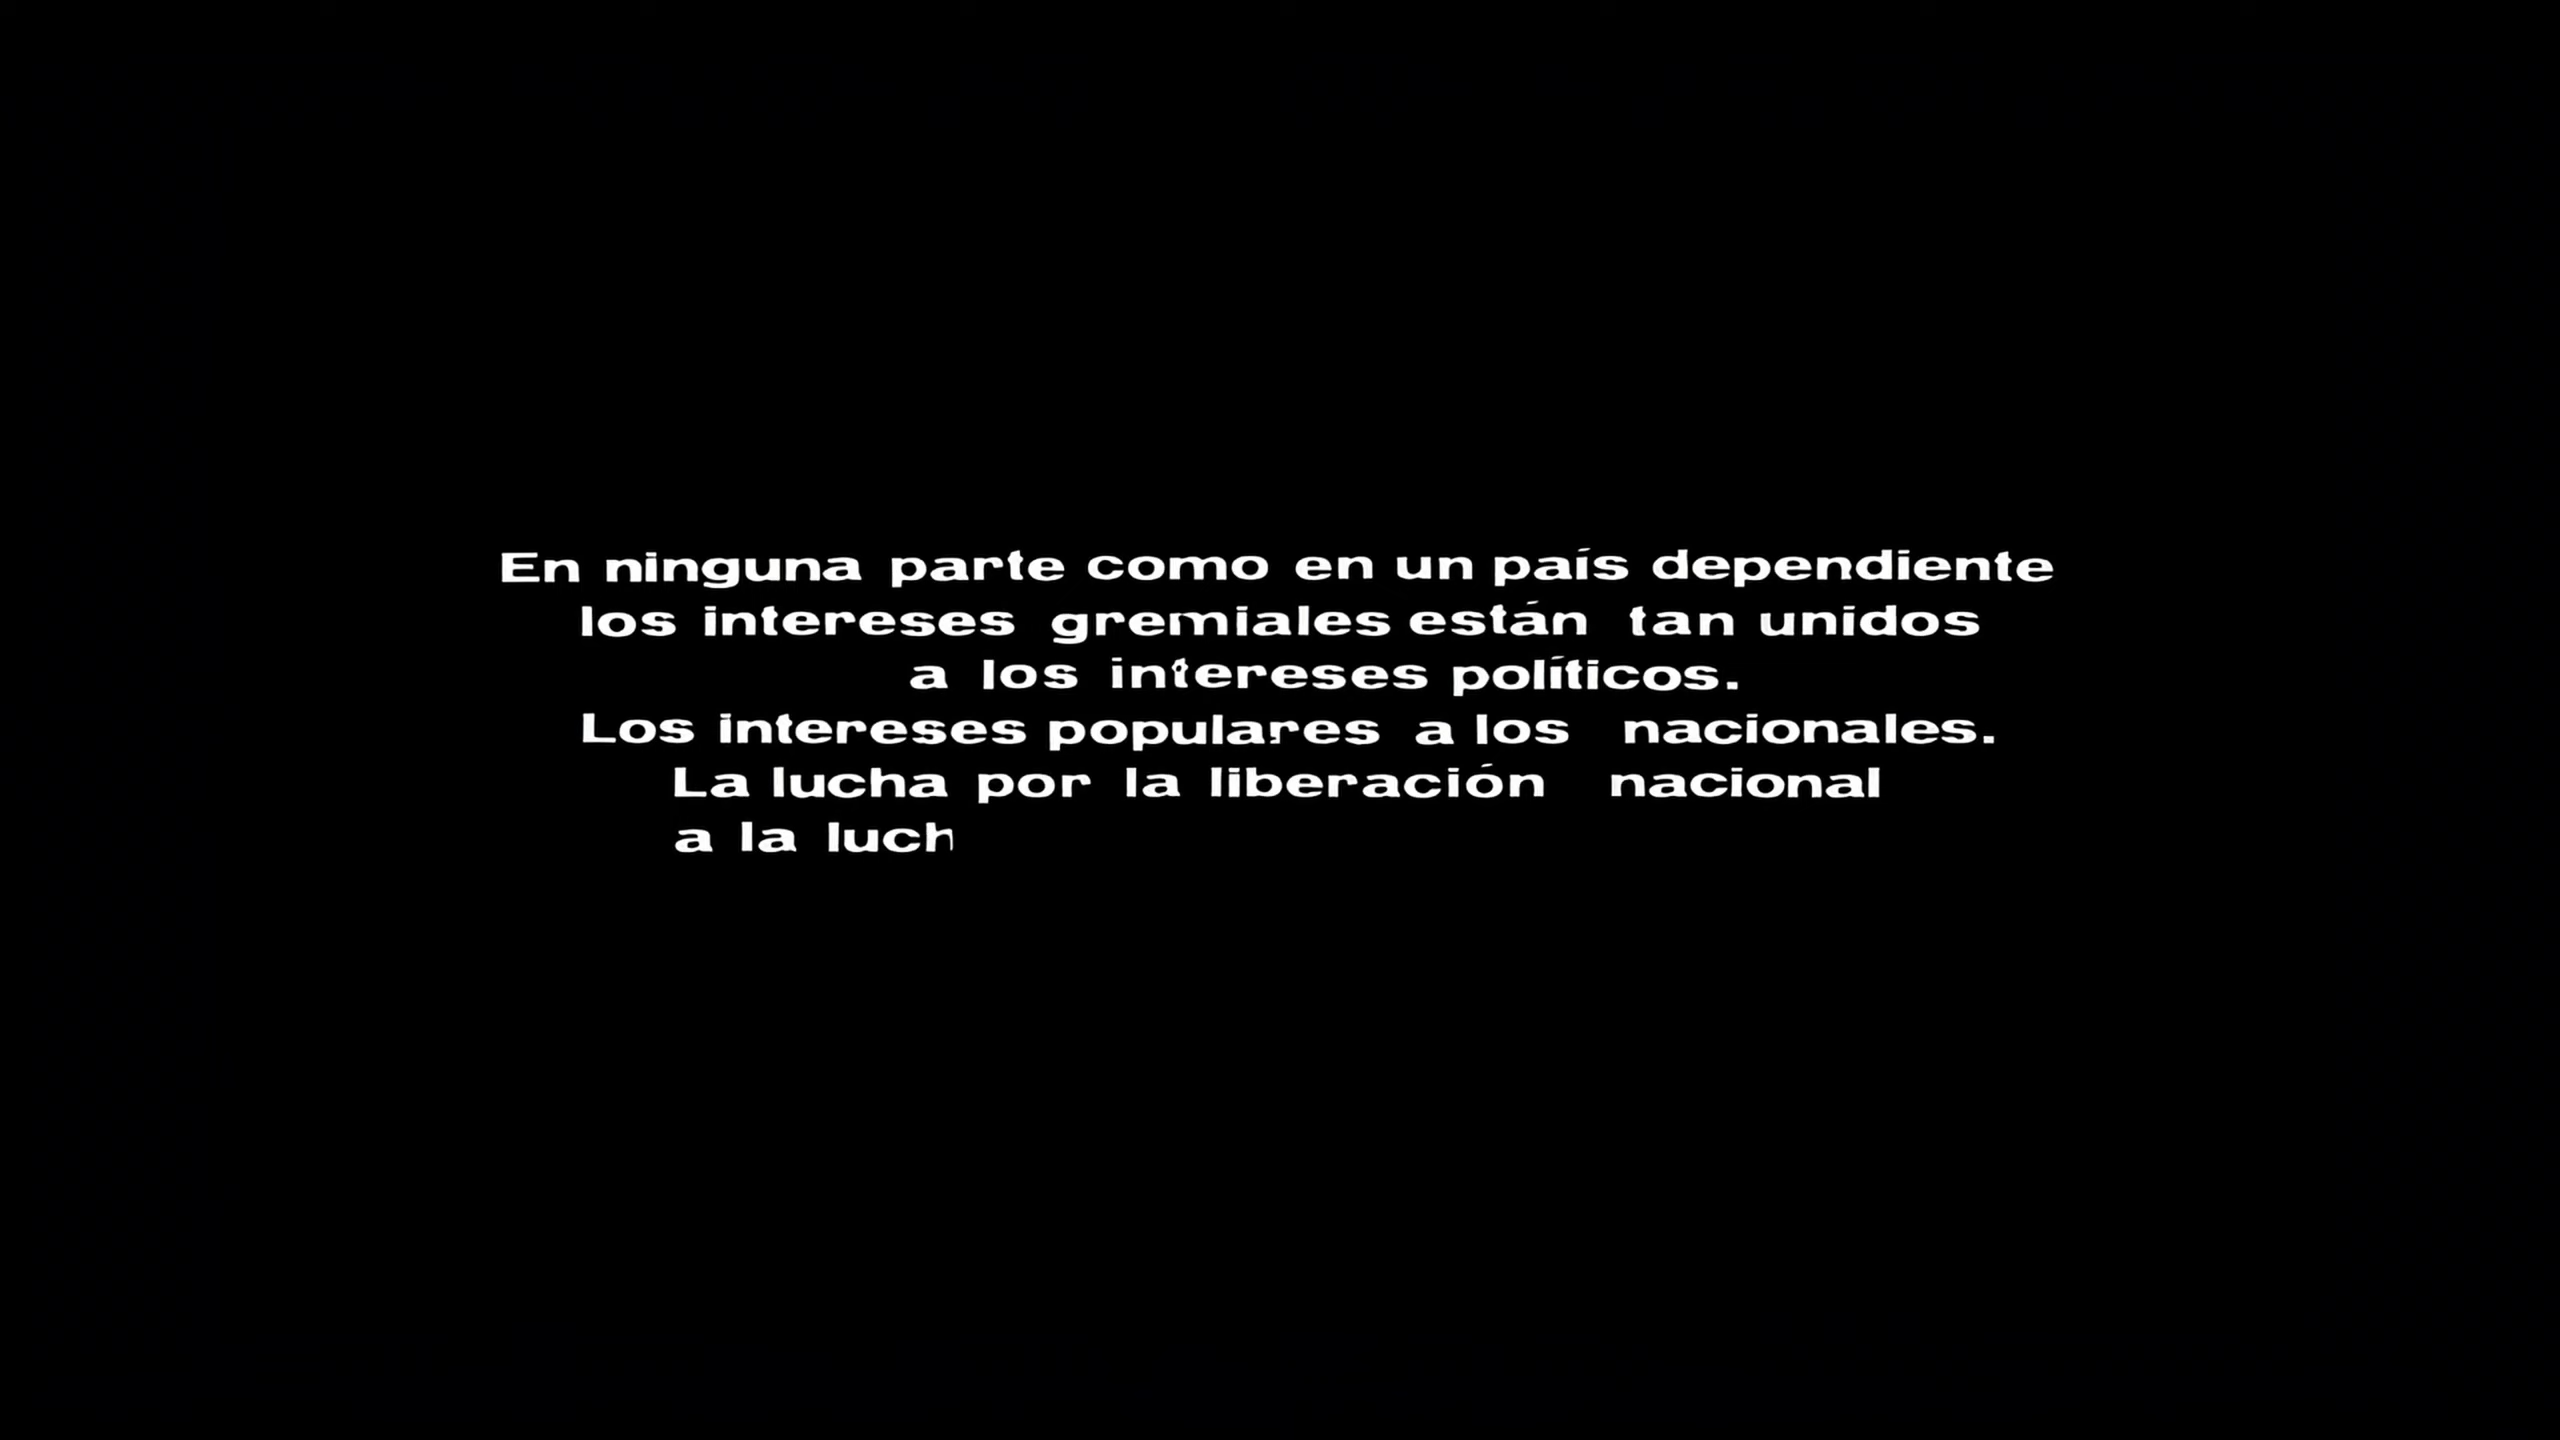 En ninguna parte como en un país dependiente
los intereses gremiales están tan unidos
a los intereses políticos.
Los intereses populares a los nacionales.
La lucha por la liberación nacional
a la luch